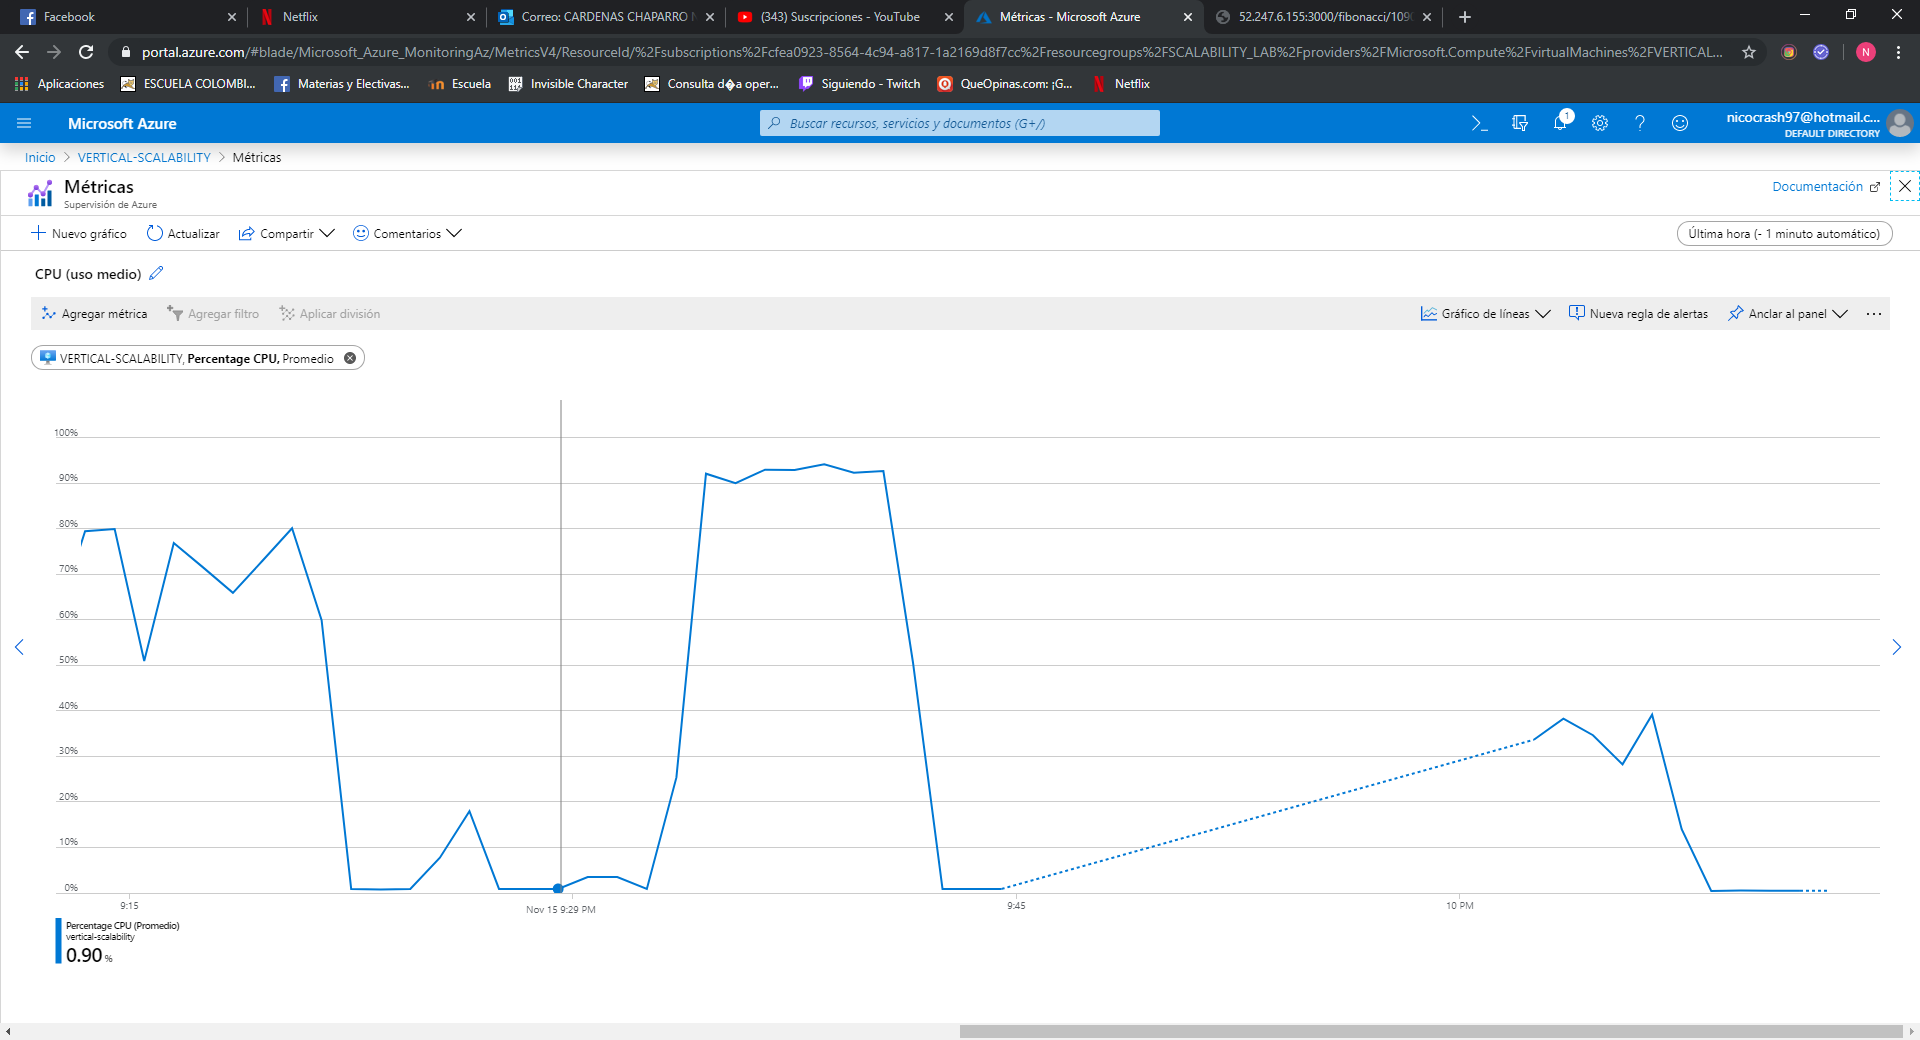 Facebook
Netflix
Correo: CARDENAS CHAPARRO N
(343) Suscripciones - YouTube
Métricas - Microsoft Azure
52.247.6.155:3000/fibonacci/109
portal.azure.com/#blade/Microsoft_Azure_MonitoringAz/MetricsV4/ResourceId/%2Fsubscriptions%2Fcfea0923-8564-4c94-a817-1a2169d8f7cc%2Fresourcegroups%2FSCALABILITY_LAB%2Fproviders%2FMicrosoft.Compute%2FvirtualMachines%2FVERTICAL...
N
Aplicaciones
ESCUELA COLOMBI...
Materias y Electivas...
Escuela
Invisible Character
Consulta d�a oper...
Siguiendo - Twitch
QueOpinas.com: ¡G...
Netflix
Microsoft Azure
Buscar recursos, servicios y documentos (G+/)
1
nicocrash97@hotmail.c...
DEFAULT DIRECTORY
Inicio > VERTICAL-SCALABILITY > Métricas
Métricas
Supervisión de Azure
Documentación
Nuevo gráfico
Actualizar
Compartir
Comentarios
Última hora (- 1 minuto automático)
CPU (uso medio)
Agregar métrica
Agregar filtro
Aplicar división
Gráfico de líneas
Nueva regla de alertas
Anclar al panel
...
VERTICAL-SCALABILITY, Percentage CPU, Promedio
100%
90%
80%
70%
60%
50%
40%
30%
20%
10%
0%
9:15
Nov 15 9:29 PM
9:45
10 PM
Percentage CPU (Promedio)
vertical-scalability
0.90 %